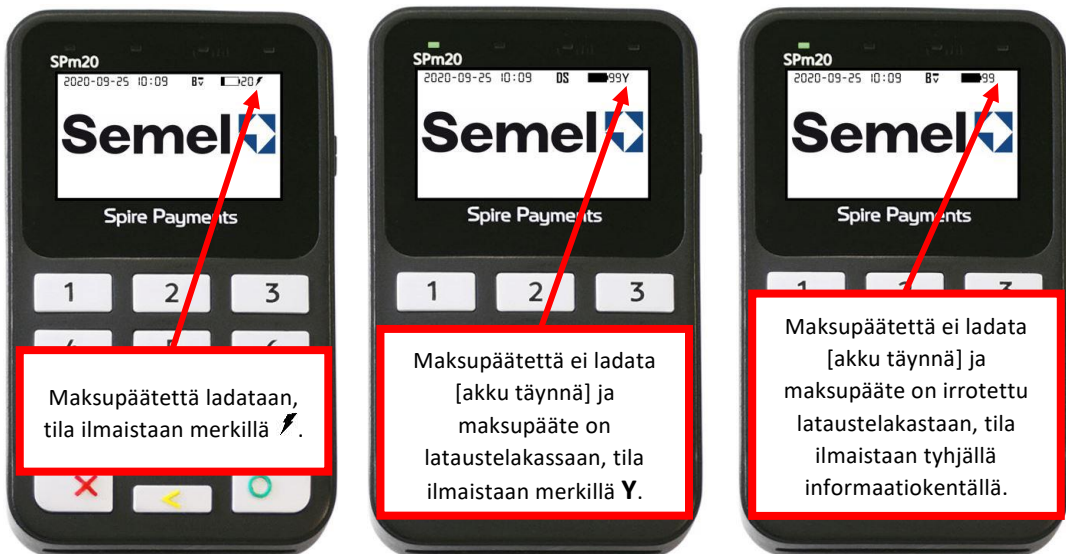 SPm20
2020-09-25 10:09 20
Semel
Spire Payments
1 2 3
Maksupäätettä ladataan,
tila ilmaistaan merkillä .
SPm20
2020-09-25 10:09 DS 99Y
Semel
Spire Payments
1 2 3
Maksupäätettä ei ladata
[akku täynnä] ja
maksupääte on
lataustelakassaan, tila
ilmaistaan merkillä Y.
SPm20
2020-09-25 10:09 99
Semel
Spire Payments
Maksupäätettä ei ladata
[akku täynnä] ja
maksupääte on irrotettu
lataustelakastaan, tila
ilmaistaan tyhjällä
informaatiokentällä.